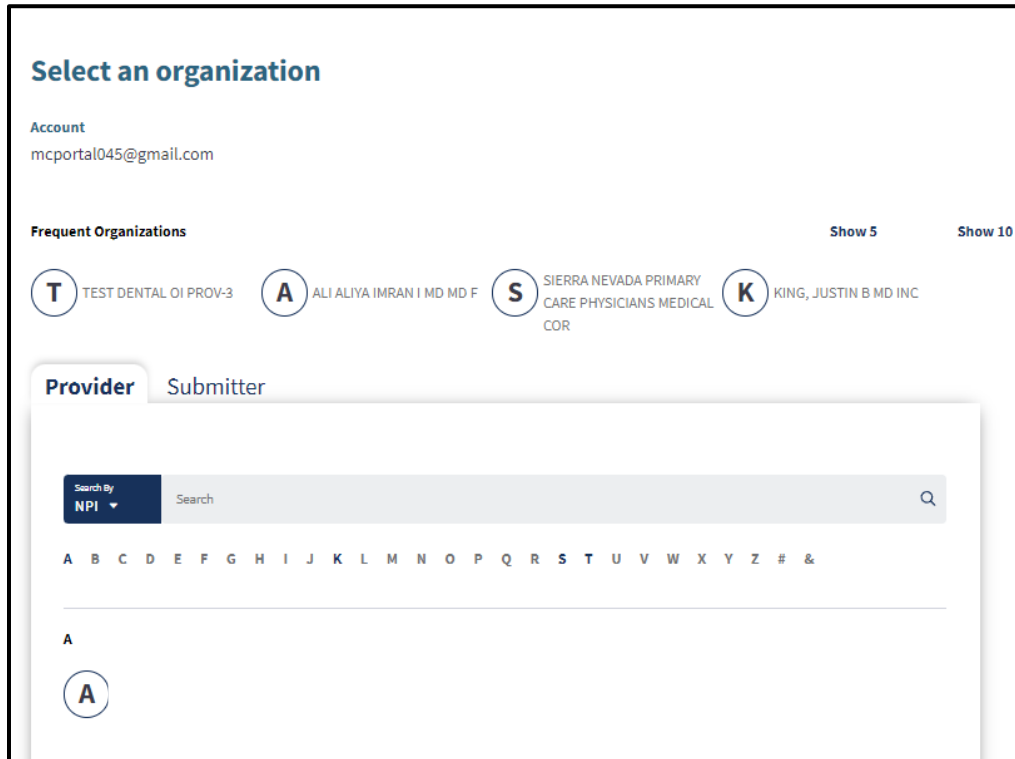 Select an organization
Account
mcportal045@gmail.com
Frequent Organizations Show 5 Show 10
T TEST DENTAL OI PROV-3 A ALI ALIYA IMRAN I MD MD F S SIERRA NEVADA PRIMARY
CARE PHYSICIANS MEDICAL
COR K KING, JUSTIN B MD INC
Provider Submitter
Search By
NPI Search
A B C D E F G H I J K L M N O P Q R S T U V W X Y Z # &
A
A